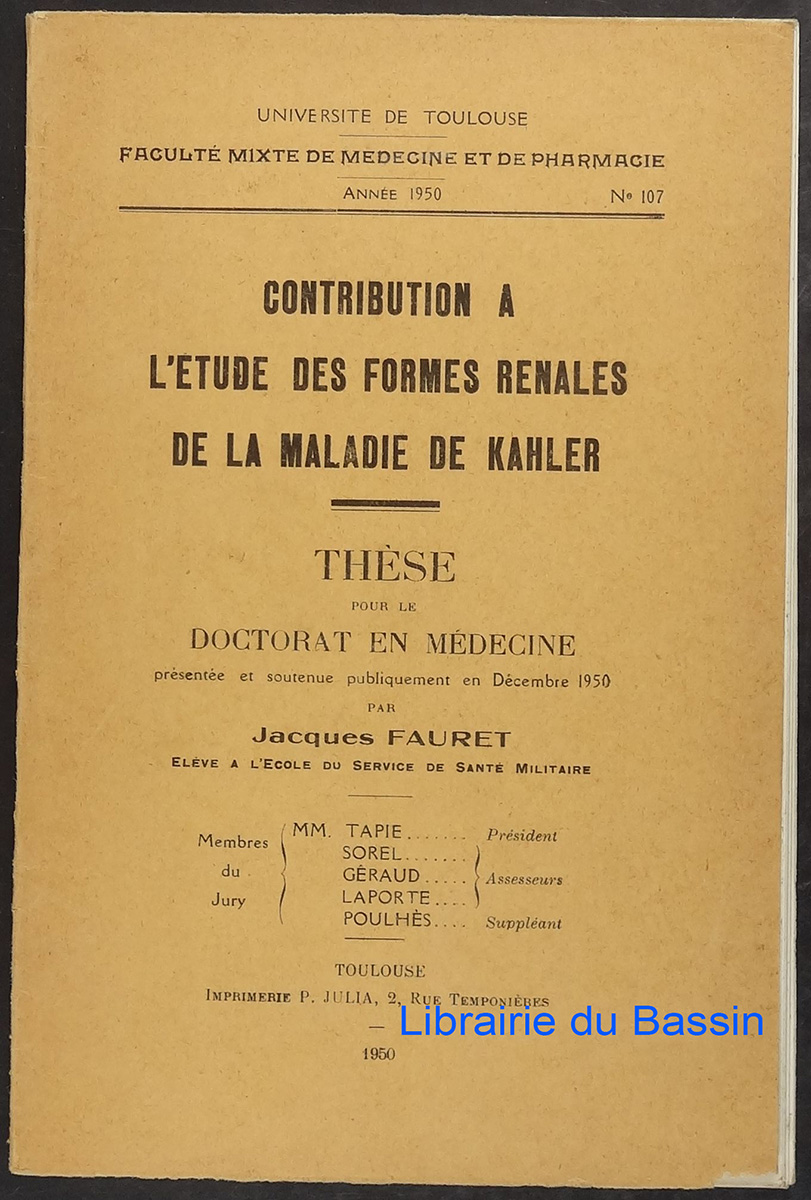 UNIVERSITE DE TOULOUSE
FACULTÉ MIXTE DE MEDECINE ET DE PHARMACIE
ANNÉE 1950 No 107
CONTRIBUTION A
L'ETUDE DES FORMES RENALES
DE LA MALADIE DE KAHLER
THÈSE
POUR LE
DOCTORAT EN MÉDECINE
présentée et soutenue publiquement en Décembre 1950
PAR
Jacques FAURET
ELÈVE A L'ECOLE DU SERVICE DE SANTÉ MILITAIRE
Membres du Jury
MM. TAPIE....... Président
SOREL.......
GÊRAUD..... Assesseurs
LAPORTE....
POULHÈS.... Suppléant
TOULOUSE
IMPRIMERIE P. JULIA, 2, RUE TEMPONIÈRES
1950
Librairie du Bassin